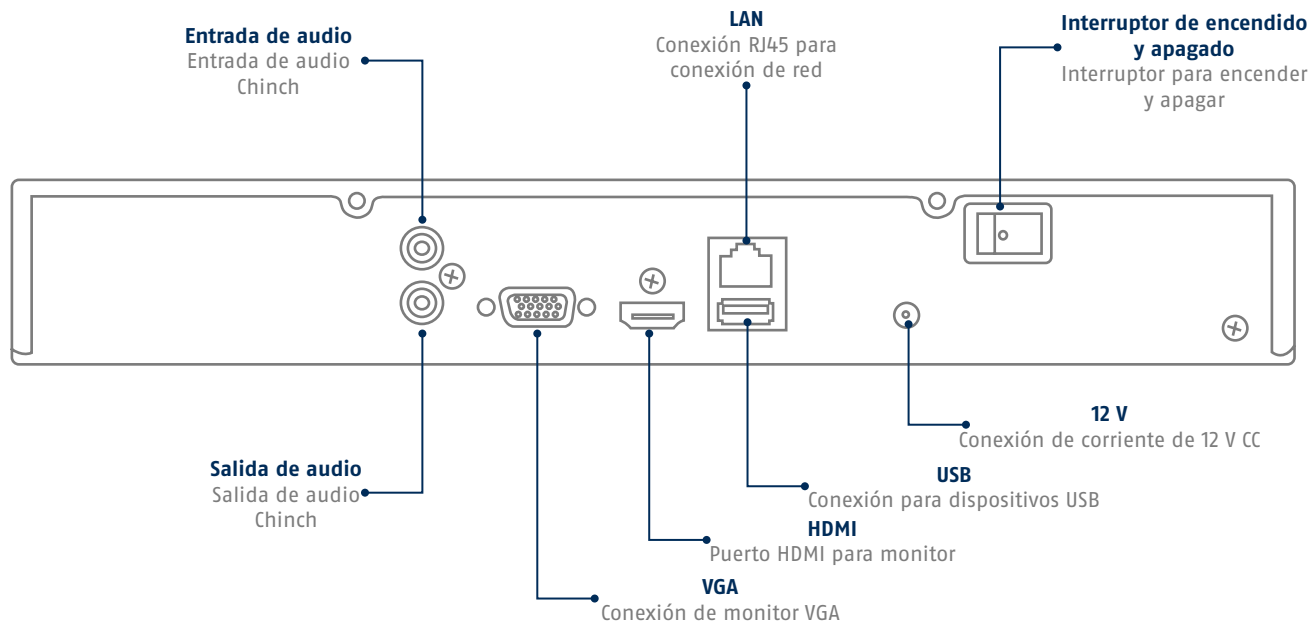 Entrada de audio
Entrada de audio
Chinch
LAN
Conexión RJ45 para
conexión de red
Interruptor de encendido
y apagado
Interruptor para encender
y apagar
12 V
Conexión de corriente de 12 V CC
Salida de audio
Salida de audio
Chinch
USB
Conexión para dispositivos USB
HDMI
Puerto HDMI para monitor
VGA
Conexión de monitor VGA